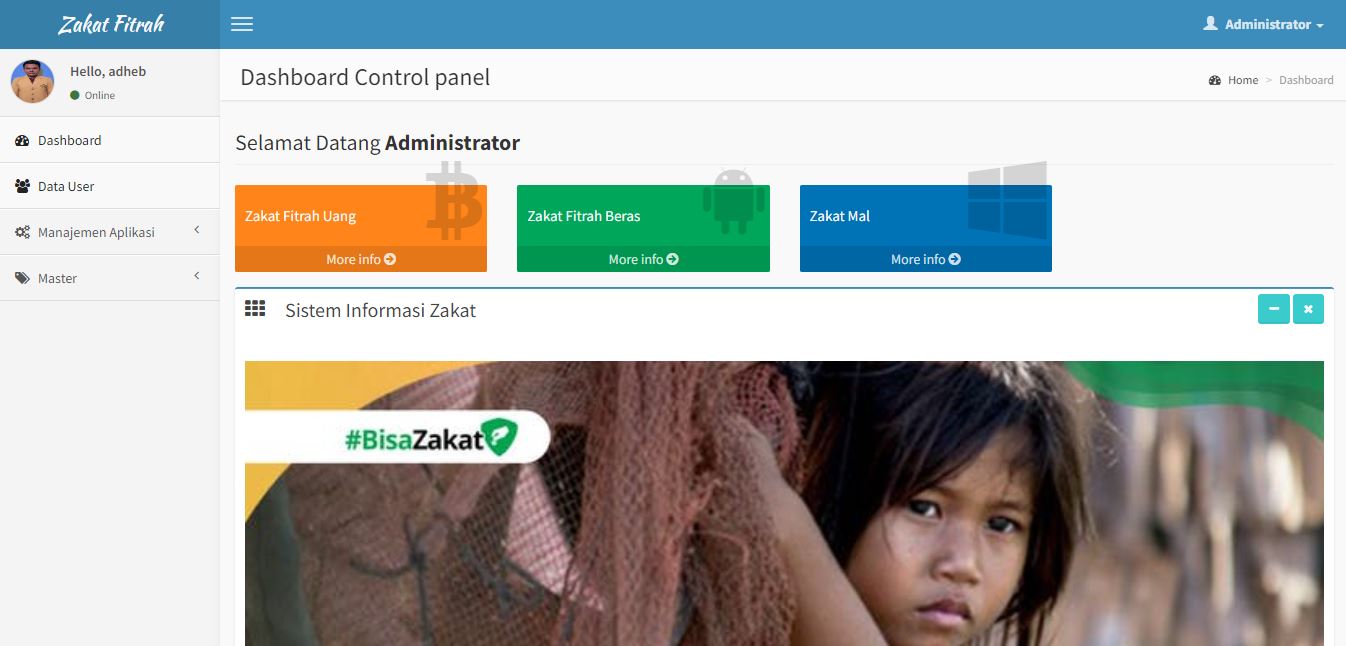 Zakat Fitrah
Administrator
Hello, adheb
Online
Dashboard Control panel
Home > Dashboard
Dashboard
Data User
Manajemen Aplikasi
Master
Selamat Datang Administrator
Zakat Fitrah Uang
More info
Zakat Fitrah Beras
More info
Zakat Mal
More info
Sistem Informasi Zakat
#BisaZakat